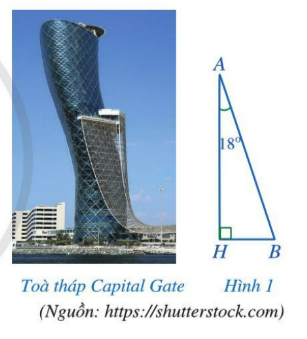 A
18°
H
B
Toà tháp Capital Gate
Hình 1
(Nguồn: https://shutterstock.com)